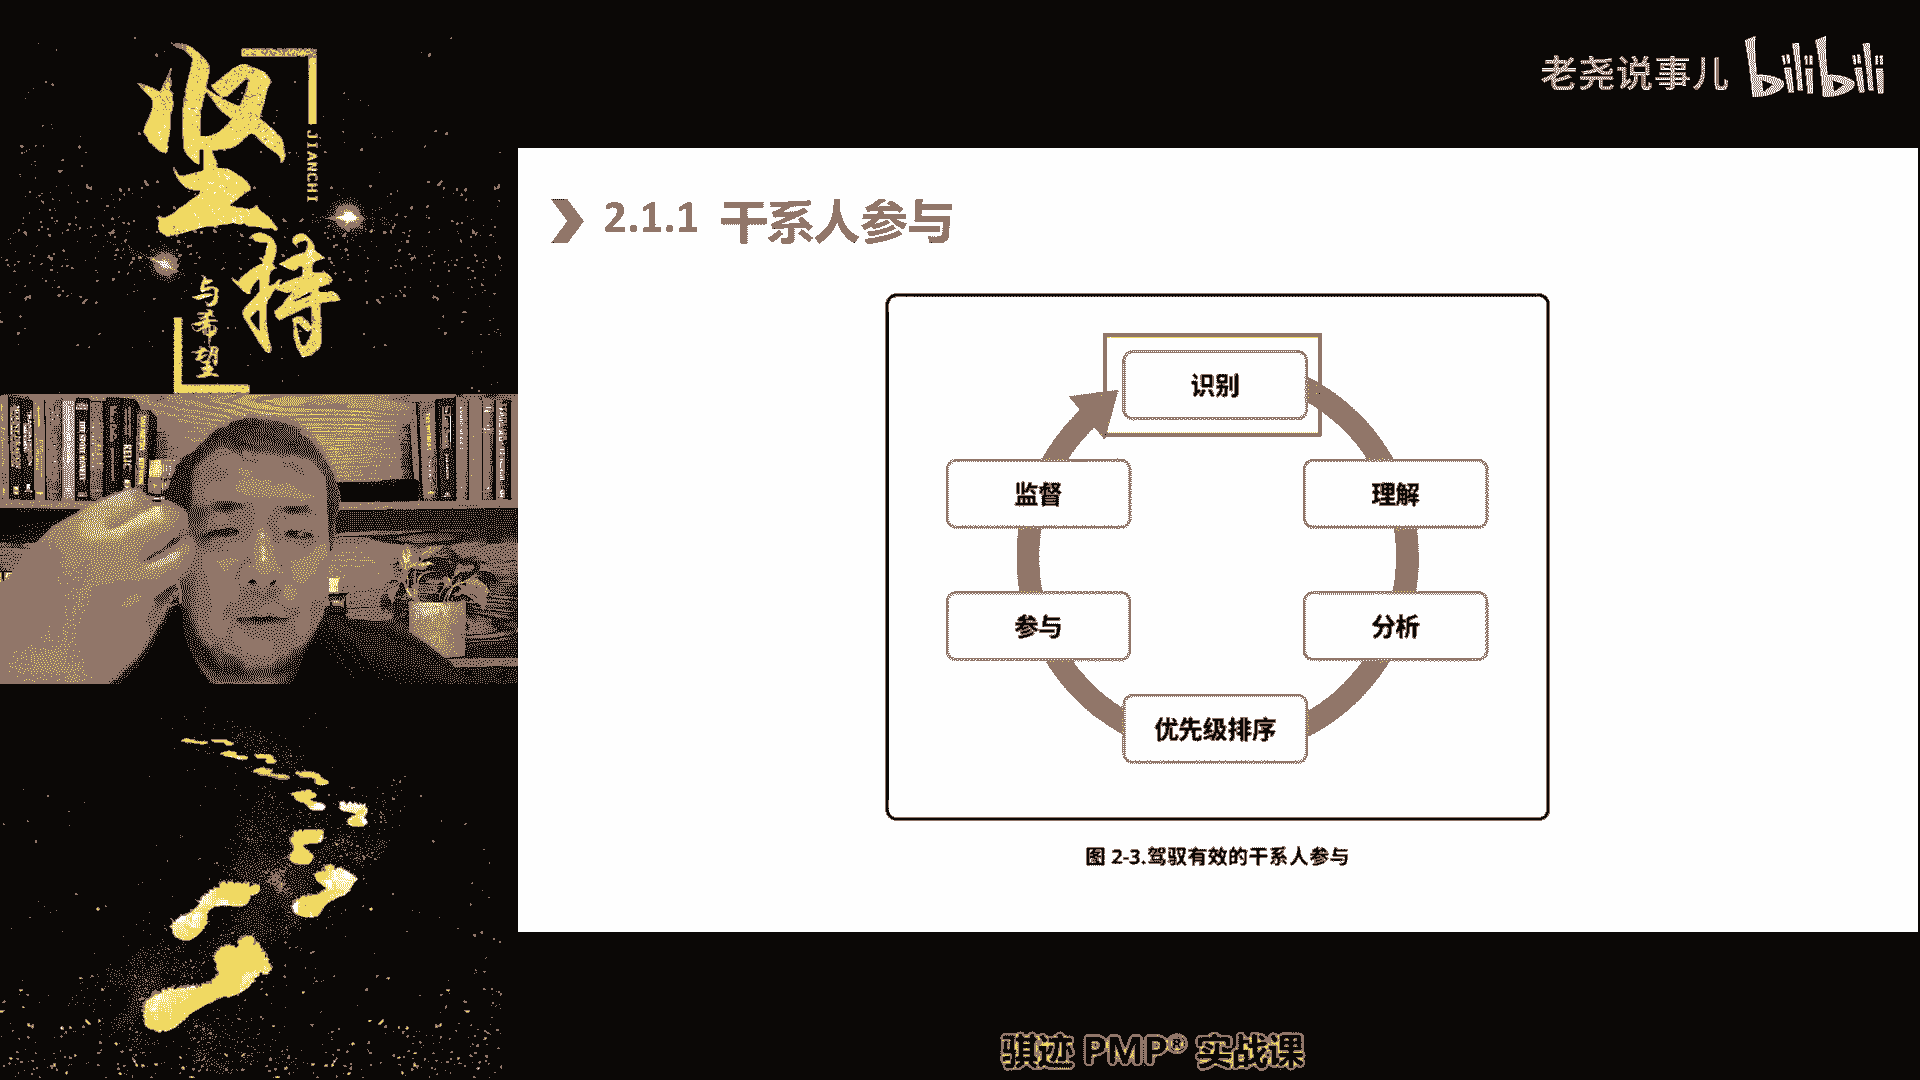 坚持
JIANCHI
与希望
老尧说事儿 bilibili
2.1.1 干系人参与
识别
理解
分析
优先级排序
参与
监督
图 2-3.驾驭有效的干系人参与
骐迹 PMP® 实战课